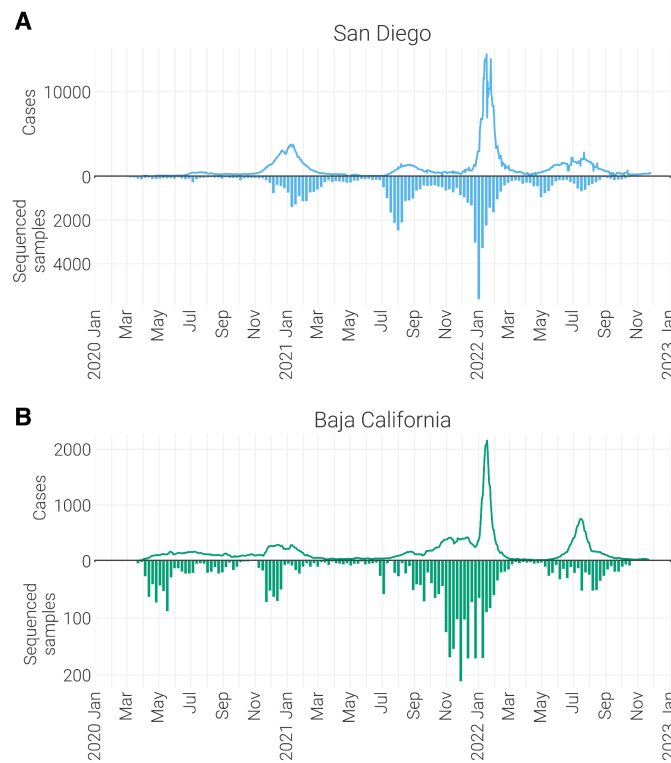 A
San Diego
Cases
10000
0
Sequenced
samples
2000
4000
2020 Jan
Mar
May
Jul
Sep
Nov
2021 Jan
Mar
May
Jul
Sep
Nov
2022 Jan
Mar
May
Jul
Sep
Nov
2023 Jan
B
Baja California
Cases
2000
1000
0
Sequenced
samples
100
200
2020 Jan
Mar
May
Jul
Sep
Nov
2021 Jan
Mar
May
Jul
Sep
Nov
2022 Jan
Mar
May
Jul
Sep
Nov
2023 Jan